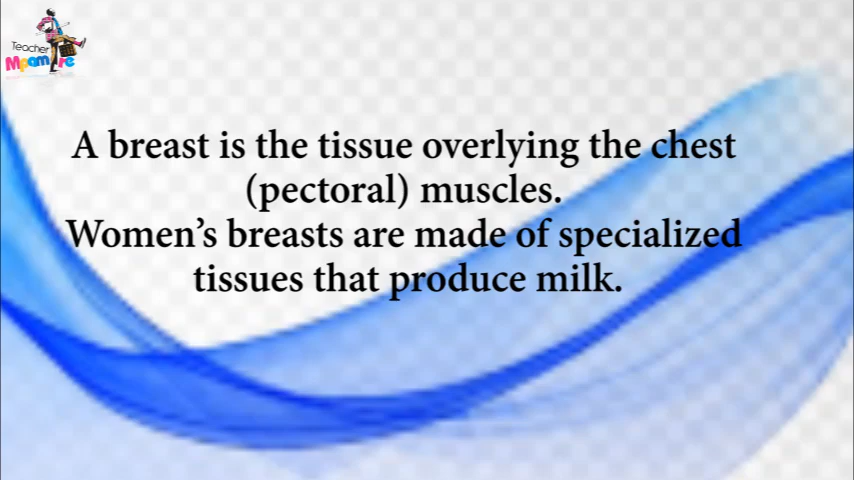 Teacher
Mpamire
A breast is the tissue overlying the chest
(pectoral) muscles.
Women’s breasts are made of specialized
tissues that produce milk.